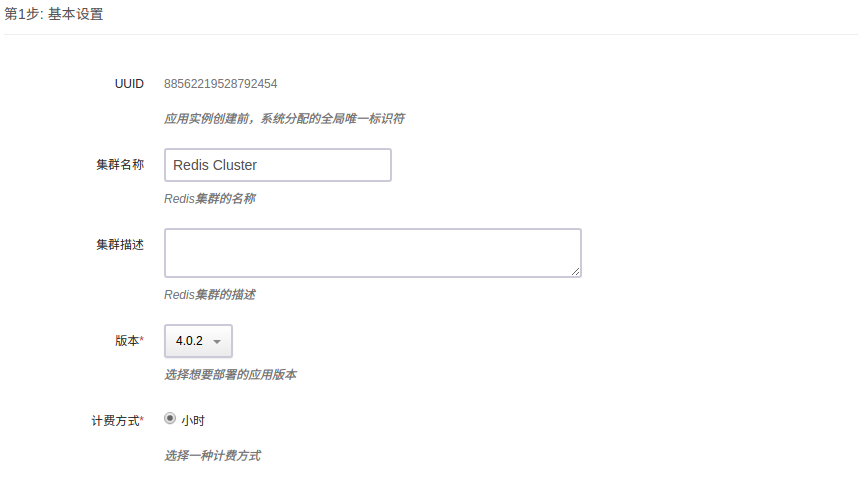 第1步: 基本设置
UUID 88562219528792454
应用实例创建前，系统分配的全局唯一标识符
集群名称 Redis Cluster
Redis集群的名称
集群描述
Redis集群的描述
版本* 4.0.2
选择想要部署的应用版本
计费方式* 小时
选择一种计费方式